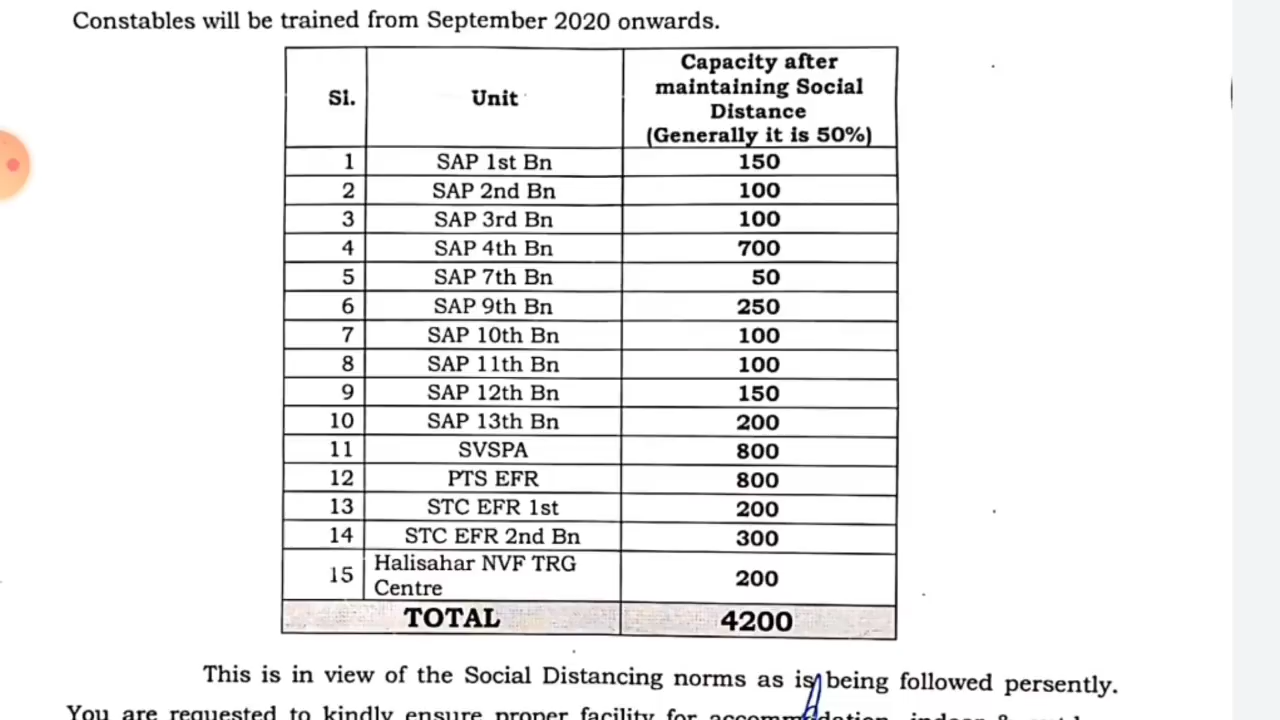 Constables will be trained from September 2020 onwards.
Sl. Unit Capacity after maintaining Social Distance (Generally it is 50%)
1 SAP 1st Bn 150
2 SAP 2nd Bn 100
3 SAP 3rd Bn 100
4 SAP 4th Bn 700
5 SAP 7th Bn 50
6 SAP 9th Bn 250
7 SAP 10th Bn 100
8 SAP 11th Bn 100
9 SAP 12th Bn 150
10 SAP 13th Bn 200
11 SVSPA 800
12 PTS EFR 800
13 STC EFR 1st 200
14 STC EFR 2nd Bn 300
15 Halisahar NVF TRG Centre 200
TOTAL 4200
This is in view of the Social Distancing norms as is being followed persently.
You are requested to kindly ensure proper facility for accommodation, indoor &